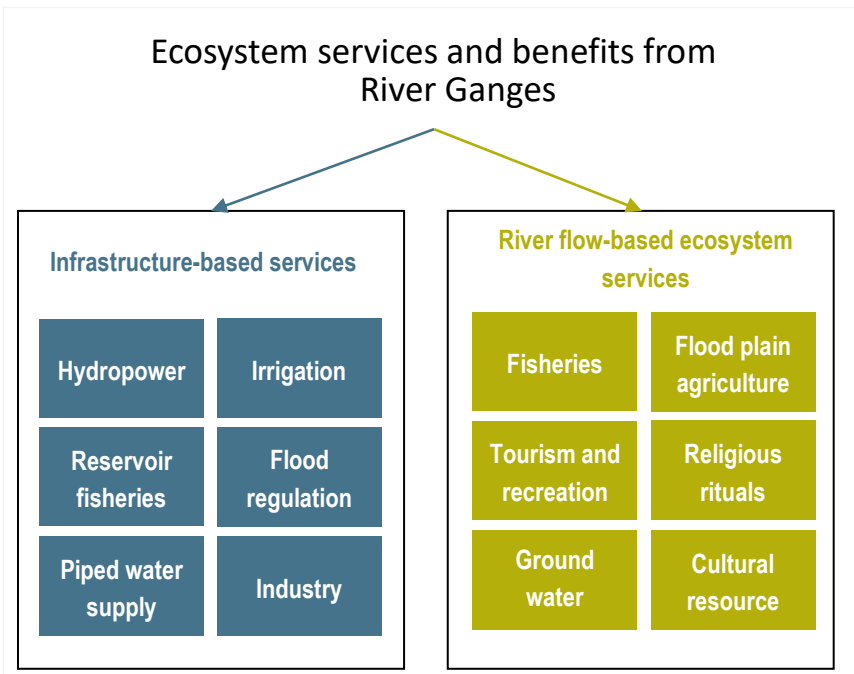 Ecosystem services and benefits from
River Ganges
Infrastructure-based services
Hydropower
Irrigation
Reservoir
fisheries
Flood
regulation
Piped water
supply
Industry
River flow-based ecosystem
services
Fisheries
Flood plain
agriculture
Tourism and
recreation
Religious
rituals
Ground
water
Cultural
resource